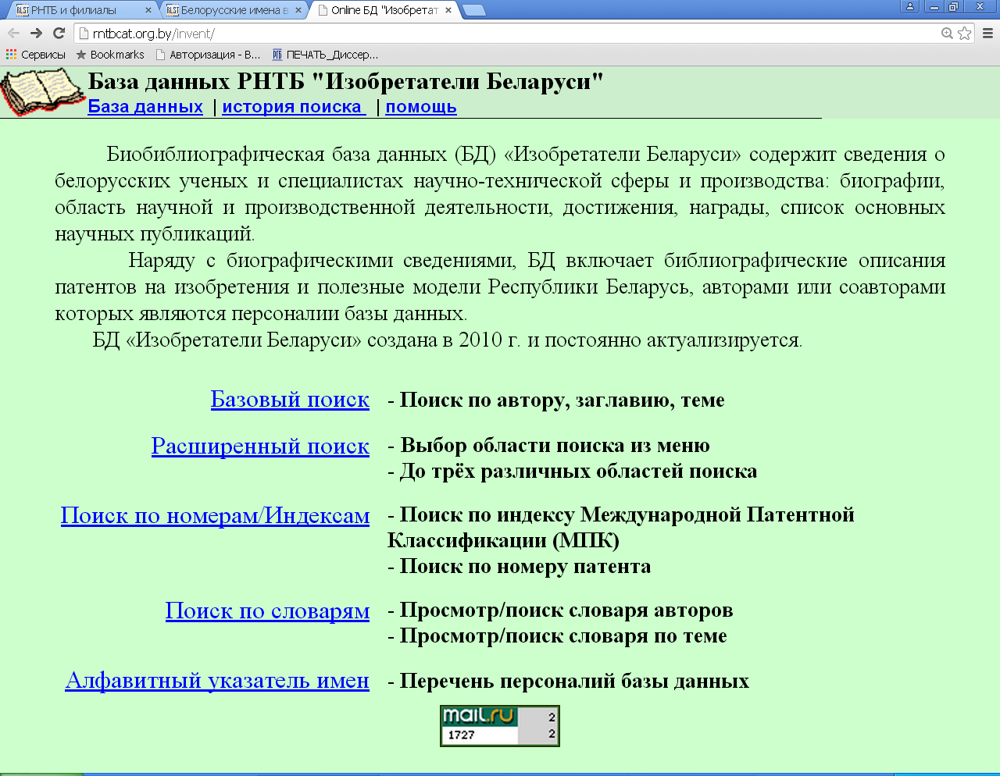 РНТБ и филиалы
Белорусские имена в
Online БД "Изобретат
rntbcat.org.by/invent/
Сервисы Bookmarks Авторизация - В... ПЕЧАТЬ_Диссер...
База данных РНТБ "Изобретатели Беларуси"
База данных | история поиска | помощь
Биобиблиографическая база данных (БД) «Изобретатели Беларуси» содержит сведения о
белорусских ученых и специалистах научно-технической сферы и производства: биографии,
область научной и производственной деятельности, достижения, награды, список основных
научных публикаций.
Наряду с биографическими сведениями, БД включает библиографические описания
патентов на изобретения и полезные модели Республики Беларусь, авторами или соавторами
которых являются персоналии базы данных.
БД «Изобретатели Беларуси» создана в 2010 г. и постоянно актуализируется.
Базовый поиск - Поиск по автору, заглавию, теме
Расширенный поиск - Выбор области поиска из меню
- До трёх различных областей поиска
Поиск по номерам/Индексам - Поиск по индексу Международной Патентной
Классификации (МПК)
- Поиск по номеру патента
Поиск по словарям - Просмотр/поиск словаря авторов
- Просмотр/поиск словаря по теме
Алфавитный указатель имен - Перечень персоналий базы данных
mail.ru 2
1727 2